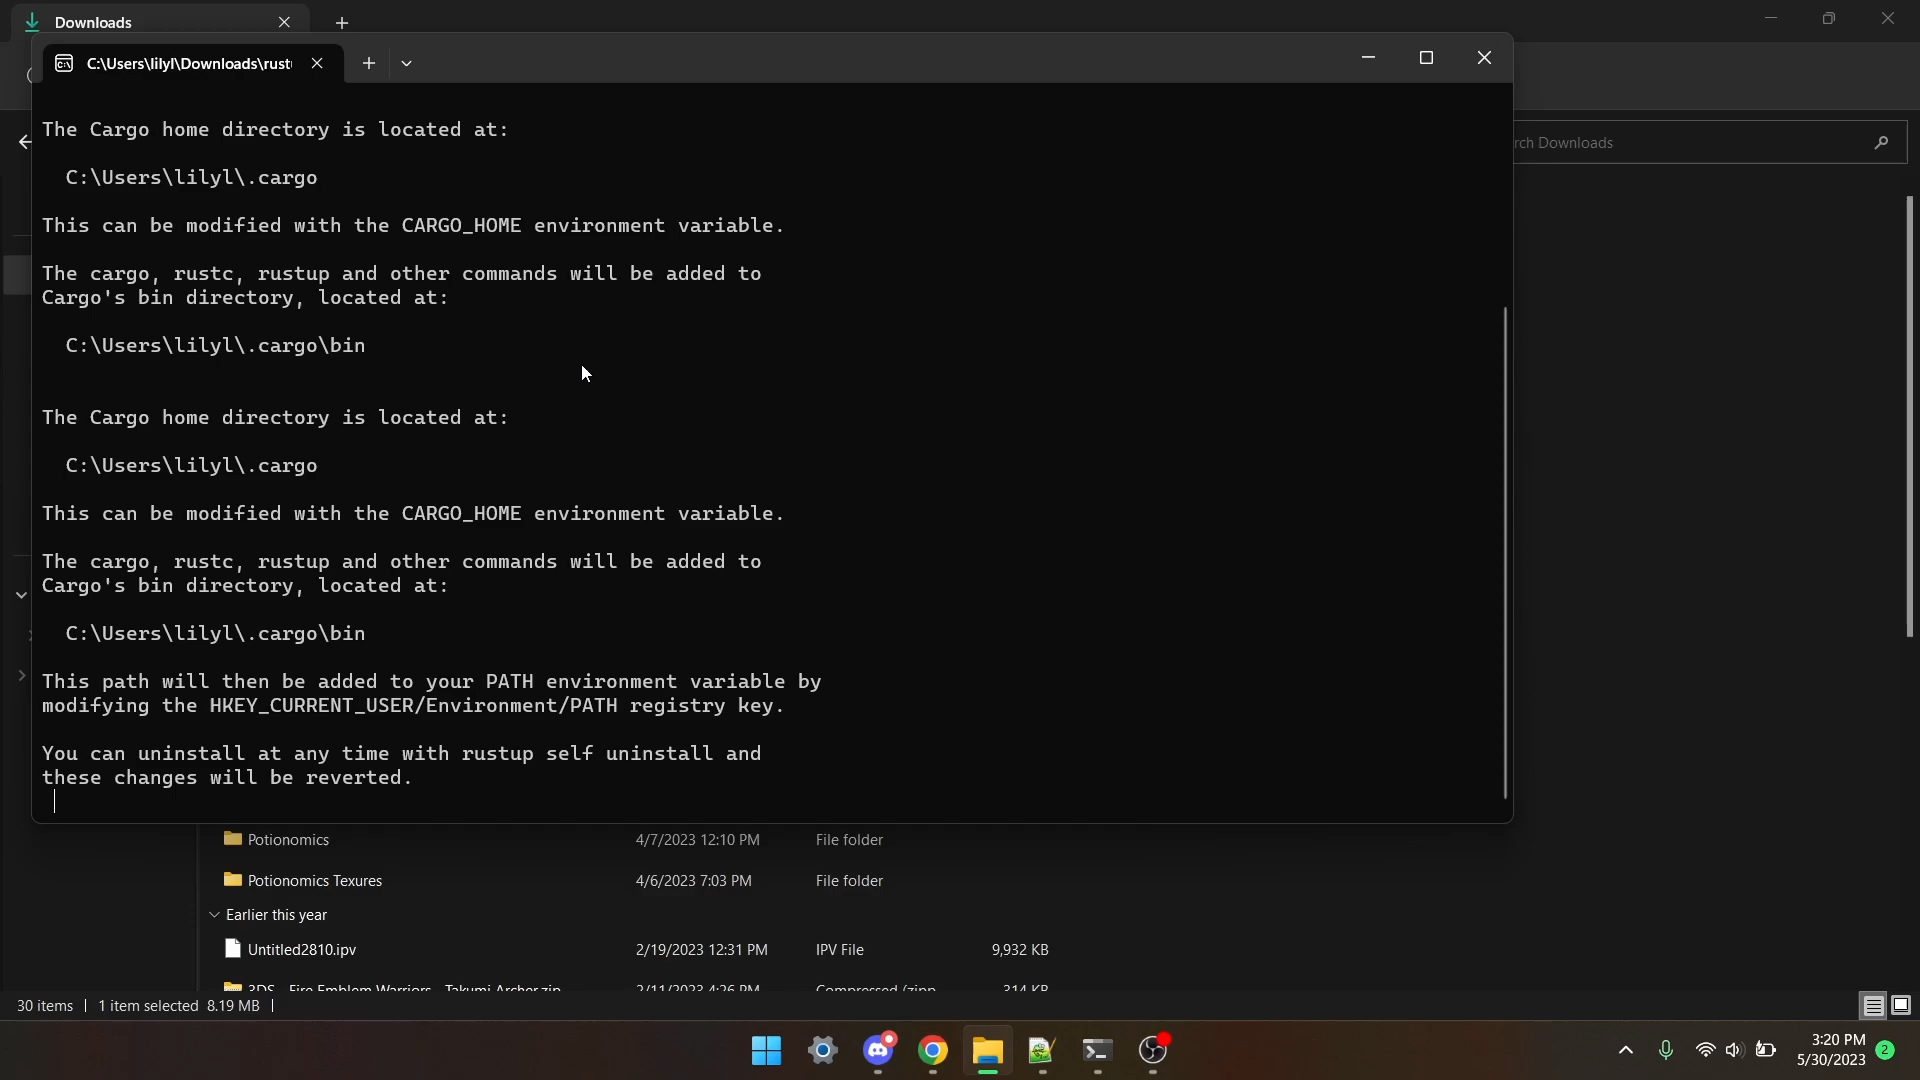 Downloads
C:\Users\lilyl\Downloads\rust
The Cargo home directory is located at:
C:\Users\lilyl\.cargo
rch Downloads
This can be modified with the CARGO_HOME environment variable.
The cargo, rustc, rustup and other commands will be added to
Cargo's bin directory, located at:
C:\Users\lilyl\.cargo\bin
The Cargo home directory is located at:
C:\Users\lilyl\.cargo
This can be modified with the CARGO_HOME environment variable.
The cargo, rustc, rustup and other commands will be added to
Cargo's bin directory, located at:
C:\Users\lilyl\.cargo\bin
This path will then be added to your PATH environment variable by
modifying the HKEY_CURRENT_USER/Environment/PATH registry key.
You can uninstall at any time with rustup self uninstall and
these changes will be reverted.
Potionomics 4/7/2023 12:10 PM File folder
Potionomics Texures 4/6/2023 7:03 PM File folder
Earlier this year
Untitled2810.ipv 2/19/2023 12:31 PM IPV File 9,932 KB
3DS - Fire Emblem Warriors - Takumi Archer.zip 2/11/2023 4:26 PM Compressed (zipp 314 KB
30 items 1 item selected 8.19 MB
3:20 PM
5/30/2023 2